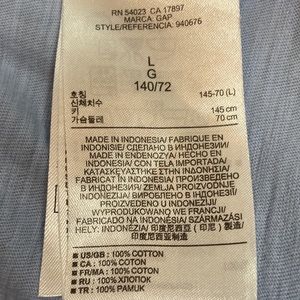 RN 54023 CA 17897
MARCA: GAP
STYLE/REFERENCIA: 940676
L
G
140/72
호칭 145-70 (L)
신체치수
키 145 cm
가슴둘레 70 cm
MADE IN INDONESIA/ FABRIQUE EN
INDONISIE/ СДЕЛАНО В ИНДОНЕЗИИ/
MADE IN ENDONEZYA/ HECHO EN
INDONESIA/ CON TELA IMPORTADA/
ΚΑΤΑΣΚΕΥΑΣΤΗΚΕ ΣΤΗΝ ΙΝΔΟΝΗΣΙΑ/
FABRICAT ÎN INDONESIA/ ПРОИЗВЕДЕНО
В ИНДОНЕЗИЯ/ ZEMLJA PROIZVODNJE
INDONEZIJA/ВИРОБЛЕНО В ІНДОНЕЗІЇ/
PROIZVEDENO U INDONEZIJI/
WYPRODUKOWANO WE FRANCJI/
FABRICADO NA INDONÉSIA/ SZÁRMAZÁSI
HELY: INDONÉZIA/ 印度尼西亞（印尼）製造/
印度尼西亚制造
US/GB : 100% COTTON
CA : 100% COTON
FR/MA : 100% COTON
RU : 100% ХЛОПОК
TR : 100% PAMUK